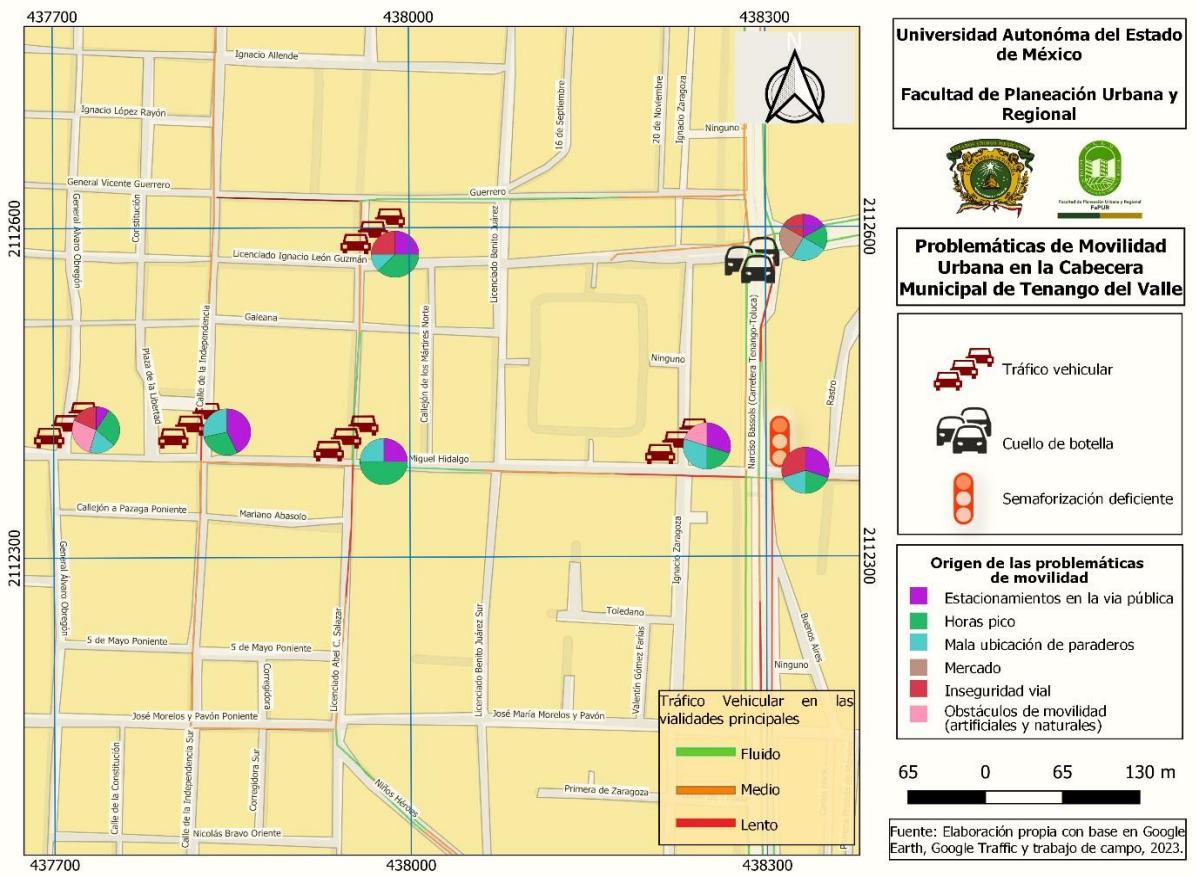 437700
438000
438300
Ignacio Allende
Ignacio López Rayón
16 de Septiembre
20 de Noviembre
Ignacio Zaragoza
Ninguno
N
General Vicente Guerrero
Guerrero
General Alvaro Obregón
Constitución
Licenciado Benito Juárez
2112600
2112600
Licenciado Ignacio León Guzmán
Galeana
Calle de la Independencia
Plaza de la Libertad
Callejón de los Mártires Norte
Ninguno
Narciso Bassols (Carretera Tenango-Toluca)
Rastro
Miguel Hidalgo
Callejón a Pazaga Poniente
Mariano Abasolo
2112300
2112300
General Álvaro Obregón
Ignacio Zaragoza
Toledano
Buenos Aires
5 de Mayo Poniente
5 de Mayo Poniente
Licenciado Abel C. Salazar
Licenciado Benito Juárez Sur
Valentín Gómez Farías
Ninguno
Corregidora
José Morelos y Pavón Poniente
José María Morelos y Pavón
Calle de la Constitución
Calle de la Independencia Sur
Corregidora Sur
Niños Héroes
Primera de Zaragoza
Nicolás Bravo Oriente
Tráfico Vehicular en las
vialidades principales
Fluido
Medio
Lento
437700
438000
438300
Universidad Autonóma del Estado
de México
Facultad de Planeación Urbana y
Regional
Facultad de Planeación Urbana y Regional
FaPUR
Problemáticas de Movilidad
Urbana en la Cabecera
Municipal de Tenango del Valle
Tráfico vehicular
Cuello de botella
Semaforización deficiente
Origen de las problemáticas
de movilidad
Estacionamientos en la via pública
Horas pico
Mala ubicación de paraderos
Mercado
Inseguridad vial
Obstáculos de movilidad
(artificiales y naturales)
65 0 65 130 m
Fuente: Elaboración propia con base en Google
Earth, Google Traffic y trabajo de campo, 2023.